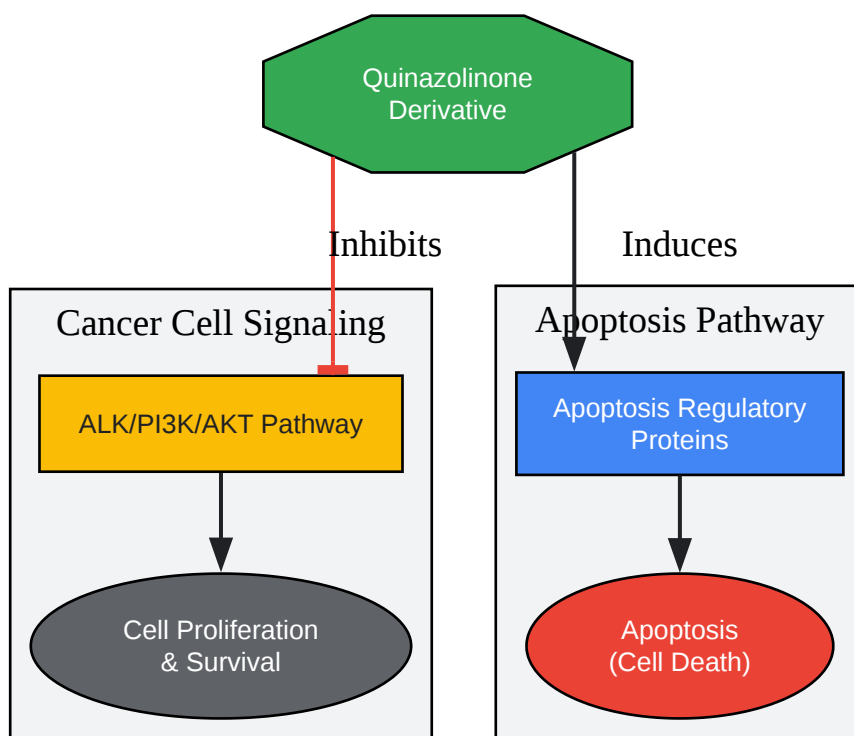 Quinazolinone
Derivative
Inhibits
Induces
Cancer Cell Signaling
Apoptosis Pathway
ALK/PI3K/AKT Pathway
Apoptosis Regulatory
Proteins
Cell Proliferation
& Survival
Apoptosis
(Cell Death)